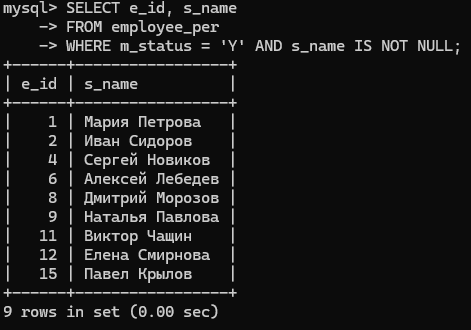 mysql> SELECT e_id, s_name
    -> FROM employee_per
    -> WHERE m_status = 'Y' AND s_name IS NOT NULL;
+------+-----------------+
| e_id | s_name          |
+------+-----------------+
|    1 | Мария Петрова   |
|    2 | Иван Сидоров    |
|    4 | Сергей Новиков  |
|    6 | Алексей Лебедев |
|    8 | Дмитрий Морозов |
|    9 | Наталья Павлова |
|   11 | Виктор Чащин    |
|   12 | Елена Смирнова  |
|   15 | Павел Крылов    |
+------+-----------------+
9 rows in set (0.00 sec)